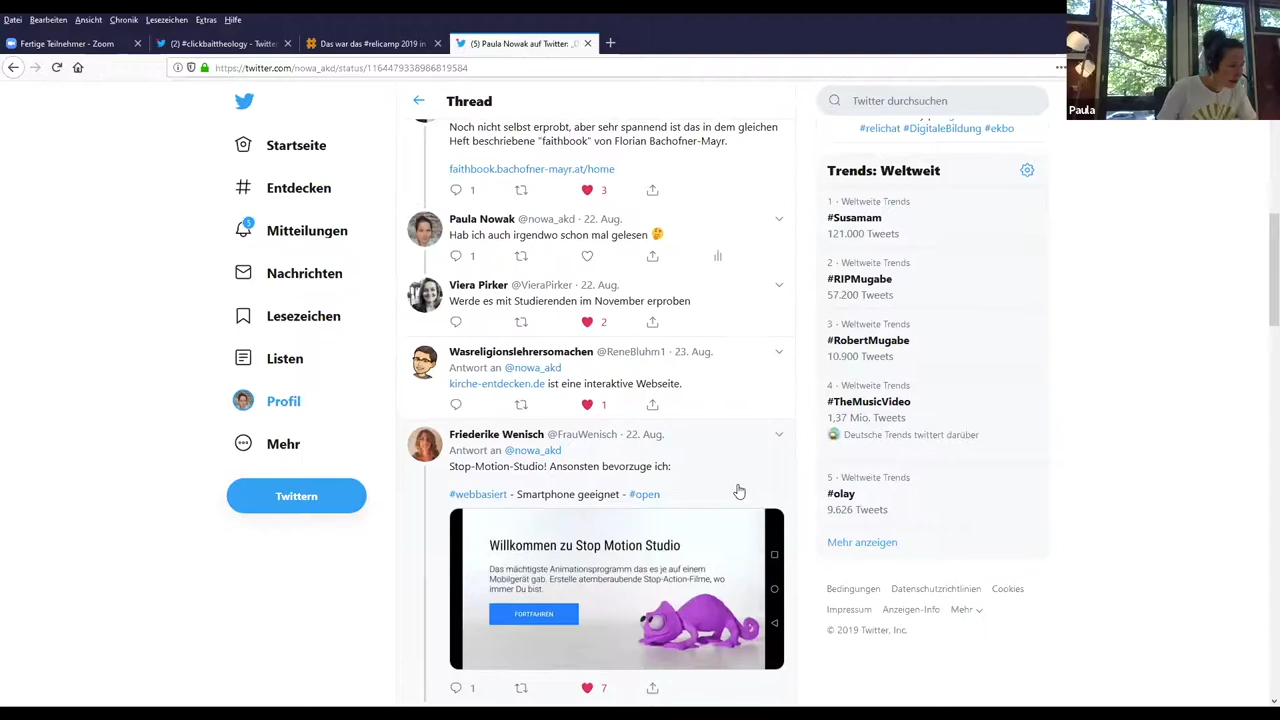 Datei Bearbeiten Ansicht Chronik Lesezeichen Extras Hilfe
Fertige Teilnehmer - Zoom
(2) #clickbaittheology - Twitte
Das war das #relicamp 2019 in
(5) Paula Nowak auf Twitter: „D
https://twitter.com/nowa_akd/status/1164479338986819584
Paula
Startseite
Entdecken
5
Mitteilungen
Nachrichten
Lesezeichen
Listen
Profil
Mehr
Twittern
Thread
Noch nicht selbst erprobt, aber sehr spannend ist das in dem gleichen
Heft beschriebene "faithbook" von Florian Bachofner-Mayr.
faithbook.bachofner-mayr.at/home
1 3
Paula Nowak @nowa_akd · 22. Aug.
Hab ich auch irgendwo schon mal gelesen 🤔
1
Viera Pirker @VieraPirker · 22. Aug.
Werde es mit Studierenden im November erproben
2
Wasreligionslehrersomachen @ReneBluhm1 · 23. Aug.
Antwort an @nowa_akd
kirche-entdecken.de ist eine interaktive Webseite.
1
Friederike Wenisch @FrauWenisch · 22. Aug.
Antwort an @nowa_akd
Stop-Motion-Studio! Ansonsten bevorzuge ich:
#webbasiert - Smartphone geeignet - #open
Willkommen zu Stop Motion Studio
Das mächtigste Animationsprogramm das es je auf einem
Mobilgerät gab. Erstelle atemberaubende Stop-Action-Filme, wo
immer Du bist.
FORTFAHREN
1 7
Twitter durchsuchen
#relichat #DigitaleBildung #ekbo
Trends: Weltweit
1 · Weltweite Trends
#Susamam
121.000 Tweets
2 · Weltweite Trends
#RIPMugabe
57.200 Tweets
3 · Weltweite Trends
#RobertMugabe
10.900 Tweets
4 · Weltweite Trends
#TheMusicVideo
1,37 Mio. Tweets
Deutsche Trends twittert darüber
5 · Weltweite Trends
#olay
9.626 Tweets
Mehr anzeigen
Bedingungen Datenschutzrichtlinien Cookies
Impressum Anzeigen-Info Mehr
© 2019 Twitter, Inc.